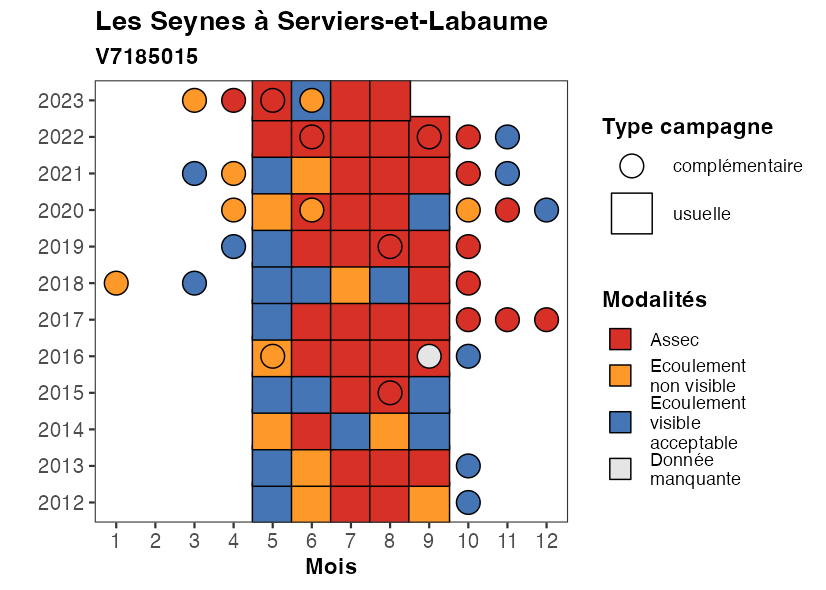 Les Seynes à Serviers-et-Labaume
V7185015
2023
2022
2021
2020
2019
2018
2017
2016
2015
2014
2013
2012
1 2 3 4 5 6 7 8 9 10 11 12
Mois
Type campagne
complémentaire
usuelle
Modalités
Assec
Ecoulement
non visible
Ecoulement
visible
acceptable
Donnée
manquante